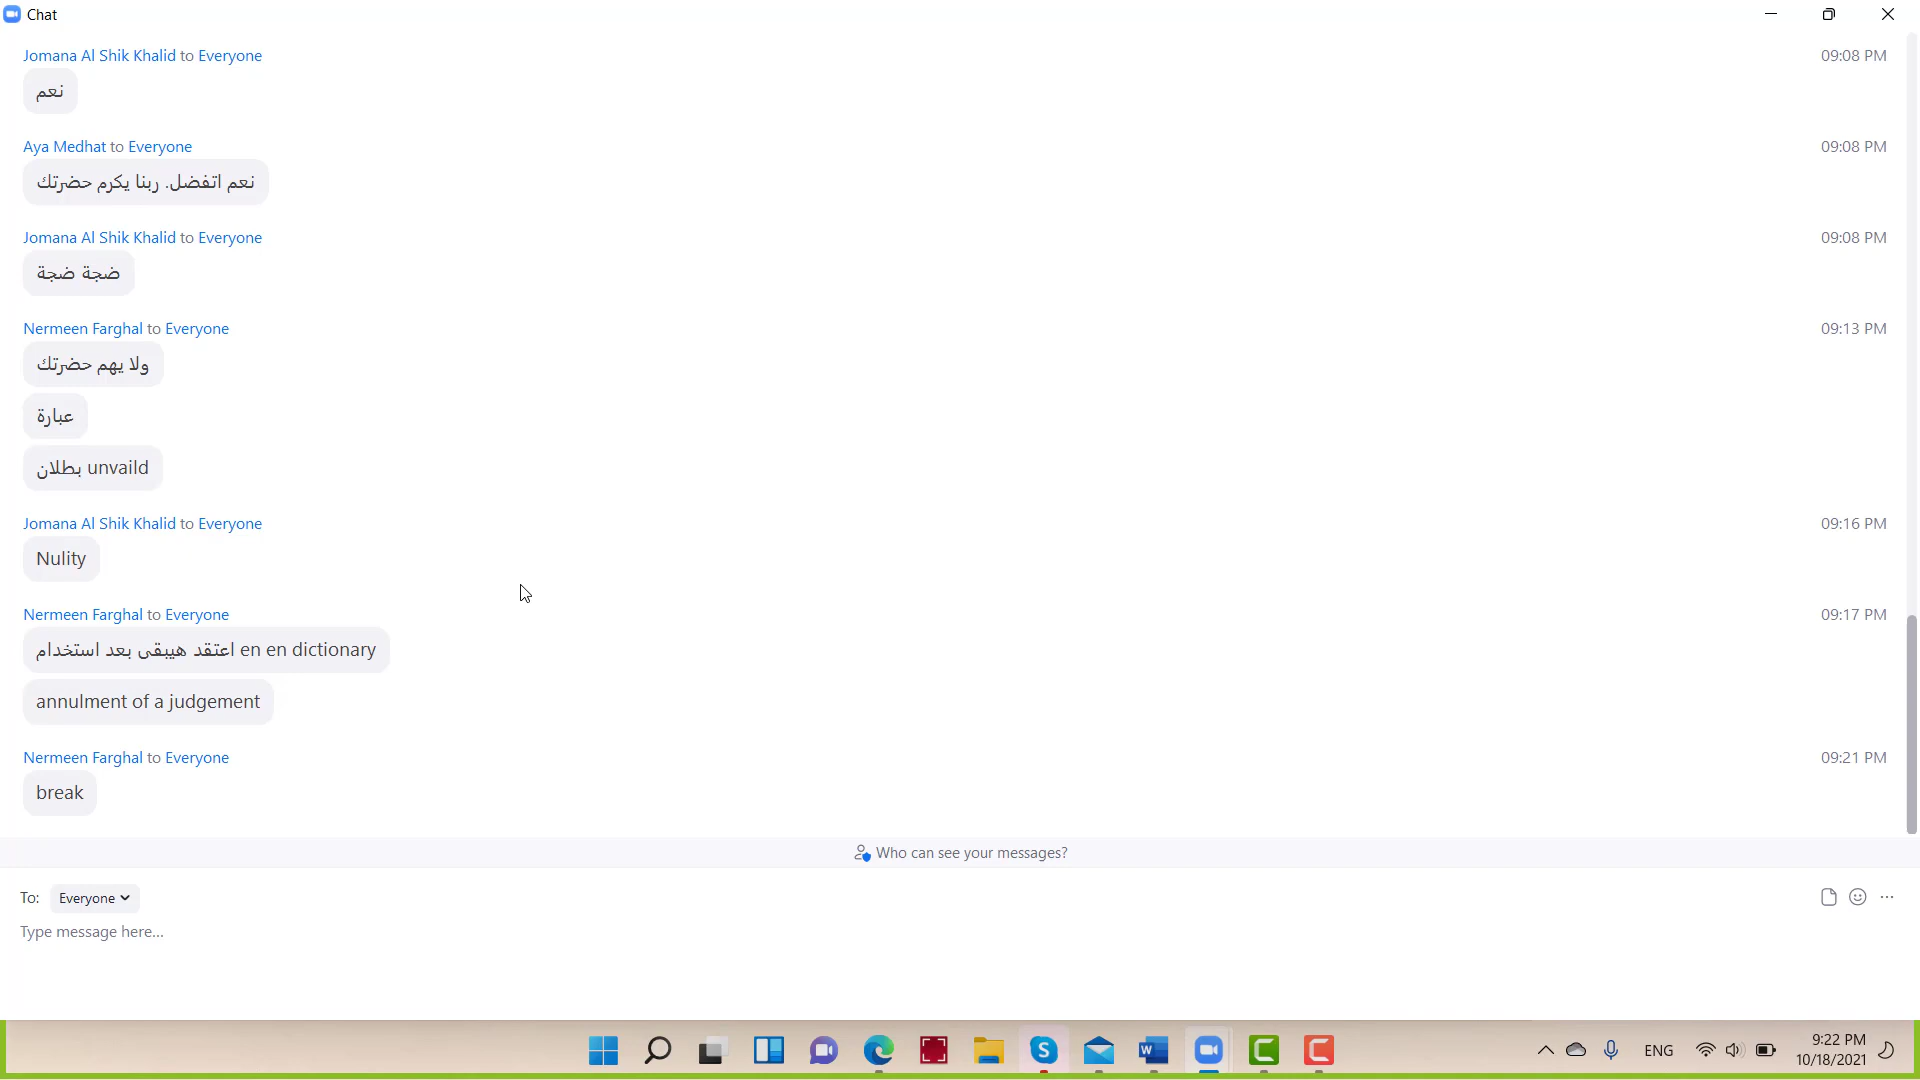 Chat
Jomana Al Shik Khalid to Everyone 09:08 PM
نعم
Aya Medhat to Everyone 09:08 PM
نعم اتفضل. ربنا يكرم حضرتك
Jomana Al Shik Khalid to Everyone 09:08 PM
ضجة ضجة
Nermeen Farghal to Everyone 09:13 PM
ولا يهم حضرتك
عبارة
بطلان unvaild
Jomana Al Shik Khalid to Everyone 09:16 PM
Nulity
Nermeen Farghal to Everyone 09:17 PM
اعتقد هيبقى بعد استخدام en en dictionary
annulment of a judgement
Nermeen Farghal to Everyone 09:21 PM
break
Who can see your messages?
To: Everyone
Type message here...
ENG 9:22 PM
10/18/2021